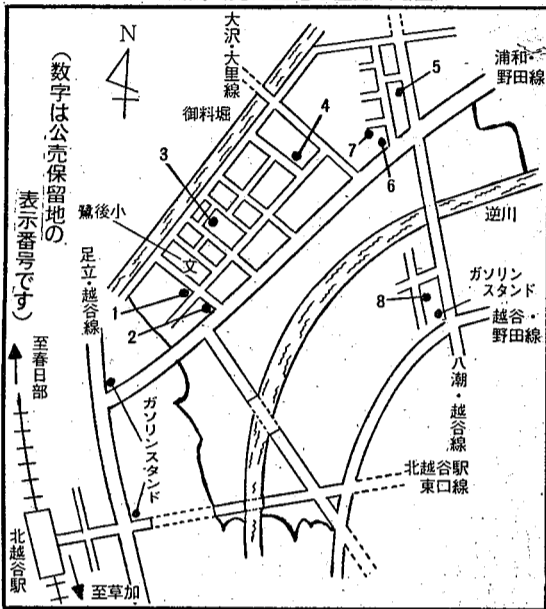 (数字は公売保留地の
表示番号です)
N
大沢・大里線
御料堀
浦和・
野田線
5
4
7
6
3
鷺後小
文
逆川
1
2
8
ガソリン
スタンド
越谷・
野田線
足立・越谷線
八潮・越谷線
至春日部
ガソリンスタンド
北越谷駅
東口線
北越谷駅
至草加